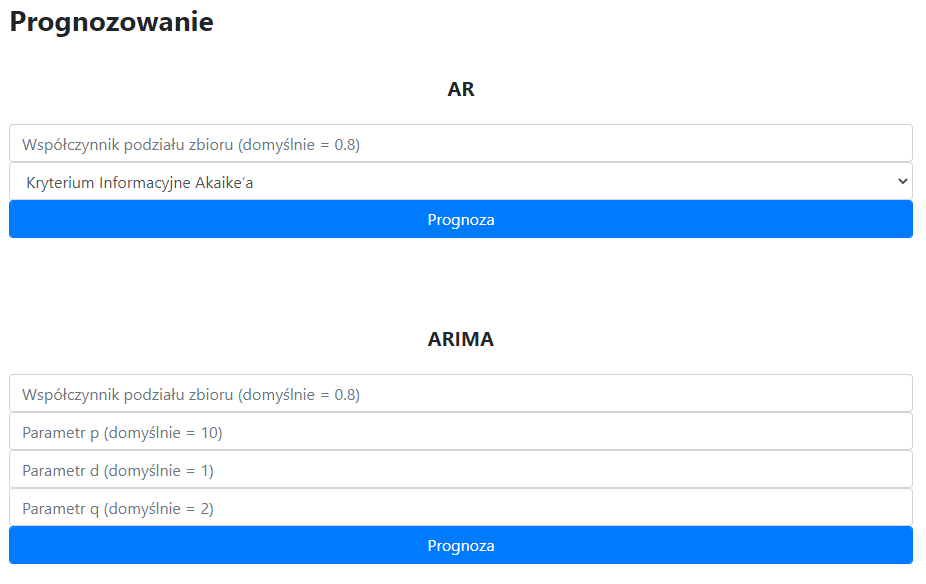 Prognozowanie
AR
Współczynnik podziału zbioru (domyślnie = 0.8)
Kryterium Informacyjne Akaike’a
Prognoza
ARIMA
Współczynnik podziału zbioru (domyślnie = 0.8)
Parametr p (domyślnie = 10)
Parametr d (domyślnie = 1)
Parametr q (domyślnie = 2)
Prognoza